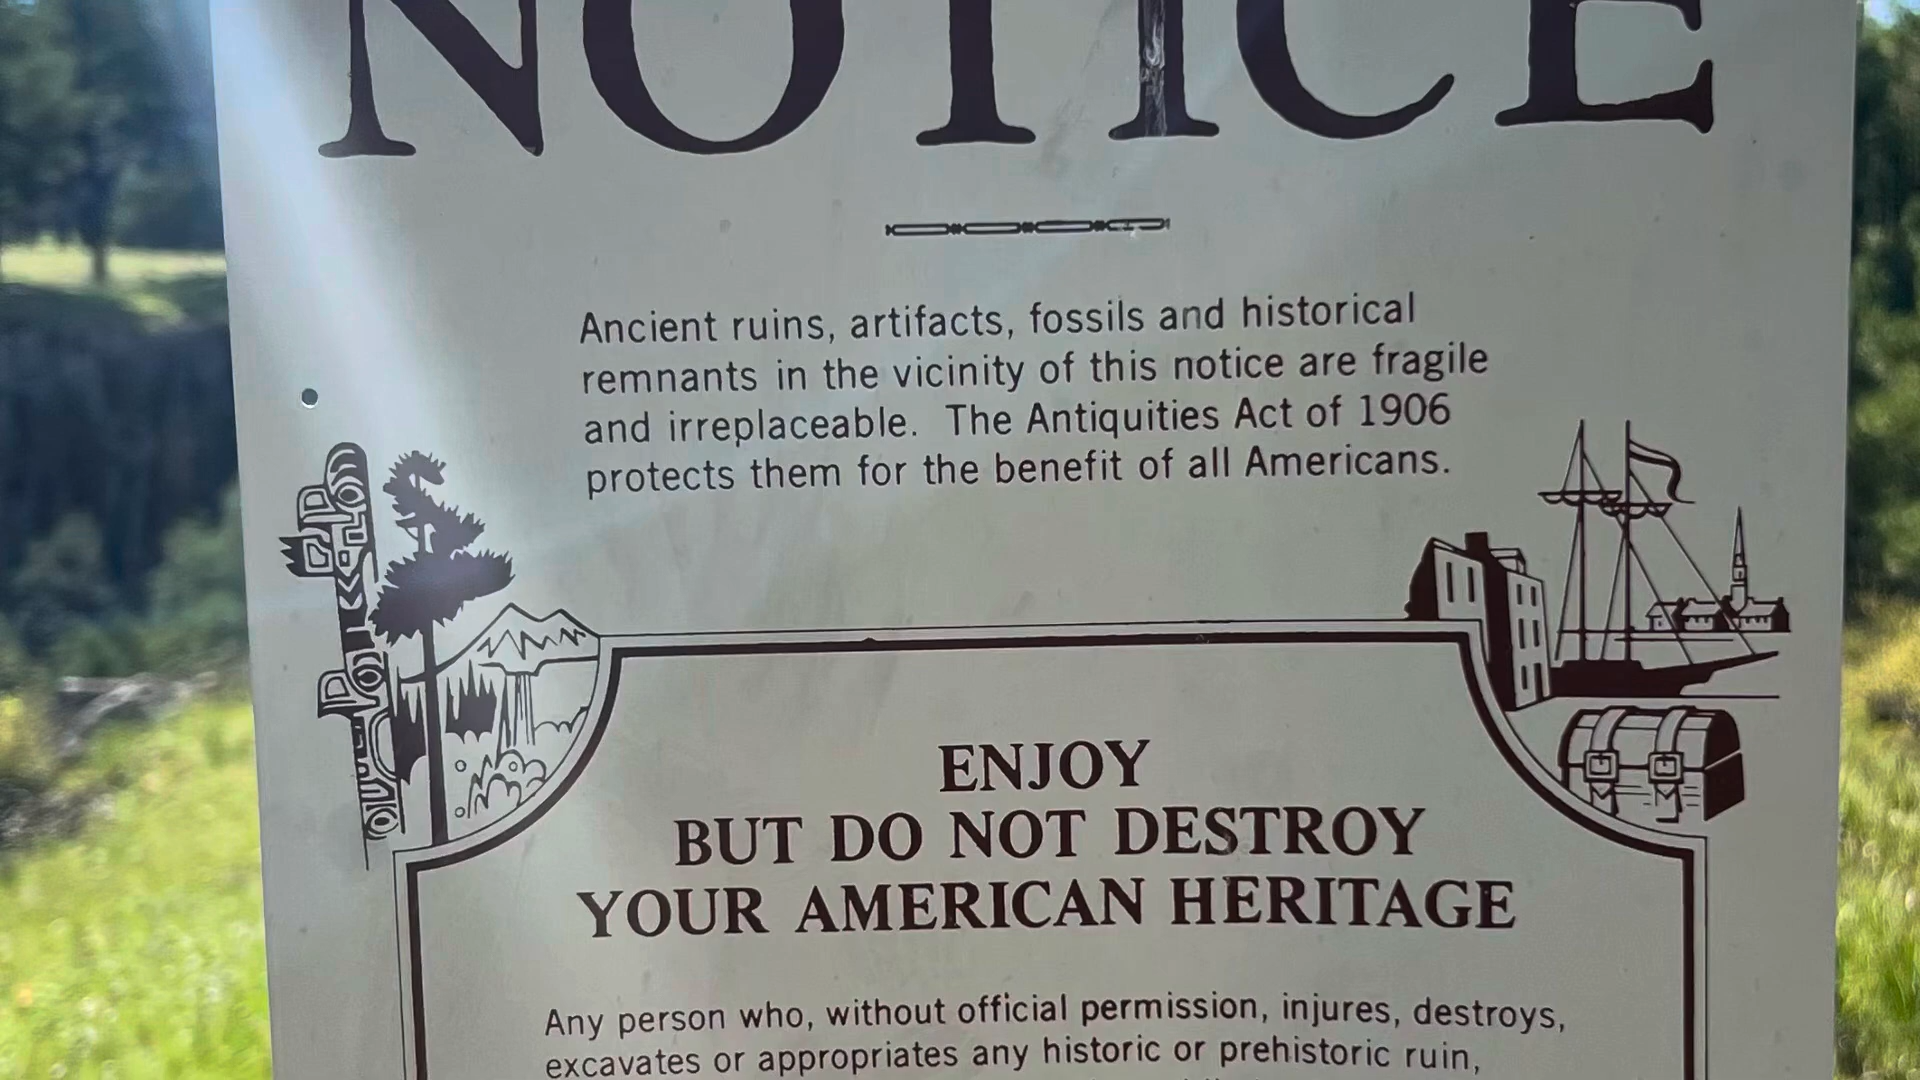 NOTICE
Ancient ruins, artifacts, fossils and historical
remnants in the vicinity of this notice are fragile
and irreplaceable. The Antiquities Act of 1906
protects them for the benefit of all Americans.
ENJOY
BUT DO NOT DESTROY
YOUR AMERICAN HERITAGE
Any person who, without official permission, injures, destroys,
excavates or appropriates any historic or prehistoric ruin,